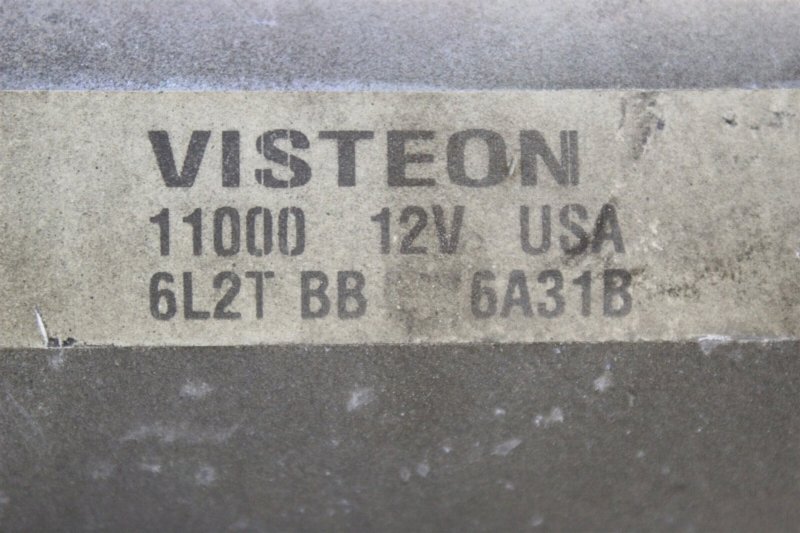 VISTEON
11000 12V USA
6L2T BB 6A31B